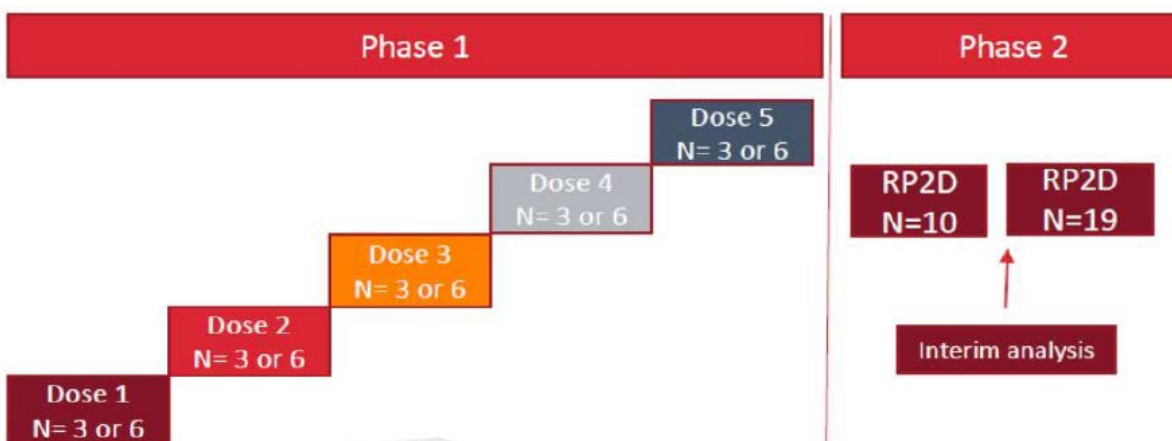 Phase 1
Phase 2
Dose 5
N= 3 or 6
Dose 4
N= 3 or 6
Dose 3
N= 3 or 6
Dose 2
N= 3 or 6
Dose 1
N= 3 or 6
RP2D
N=10
RP2D
N=19
Interim analysis